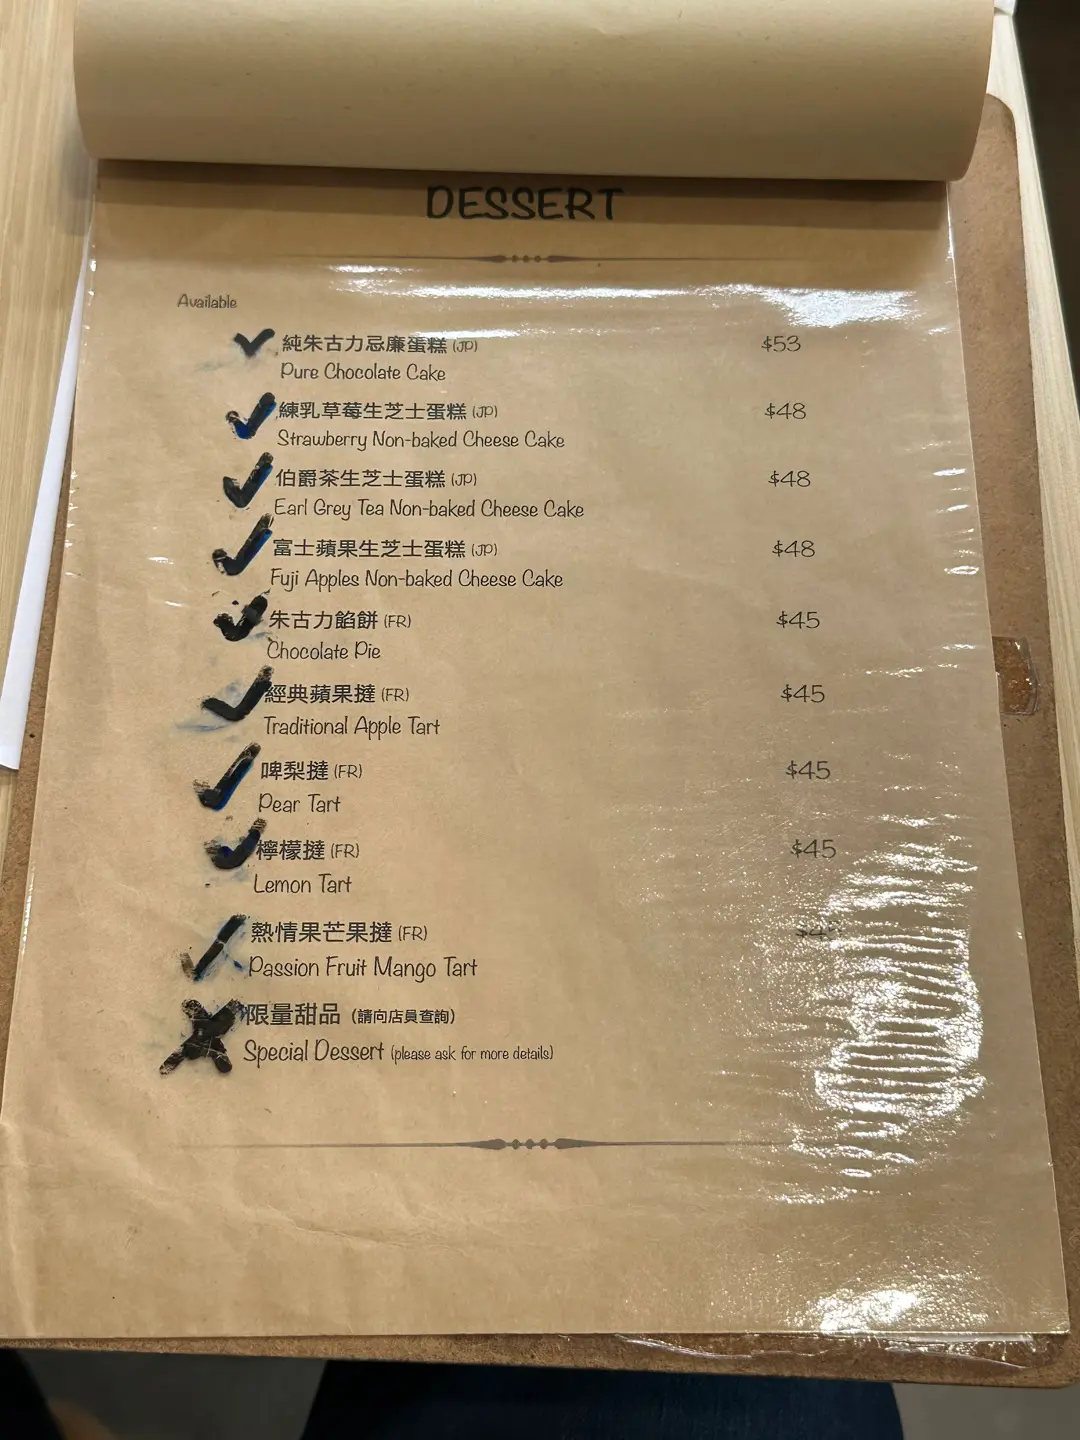 DESSERT
Available
純朱古力忌廉蛋糕 (JP) $53
Pure Chocolate Cake
練乳草莓生芝士蛋糕 (JP) $48
Strawberry Non-baked Cheese Cake
伯爵茶生芝士蛋糕 (JP) $48
Earl Grey Tea Non-baked Cheese Cake
富士蘋果生芝士蛋糕 (JP) $48
Fuji Apples Non-baked Cheese Cake
朱古力餡餅 (FR) $45
Chocolate Pie
經典蘋果撻 (FR) $45
Traditional Apple Tart
啤梨撻 (FR) $45
Pear Tart
檸檬撻 (FR) $45
Lemon Tart
熱情果芒果撻 (FR)
Passion Fruit Mango Tart
限量甜品 (請向店員查詢)
Special Dessert (please ask for more details)